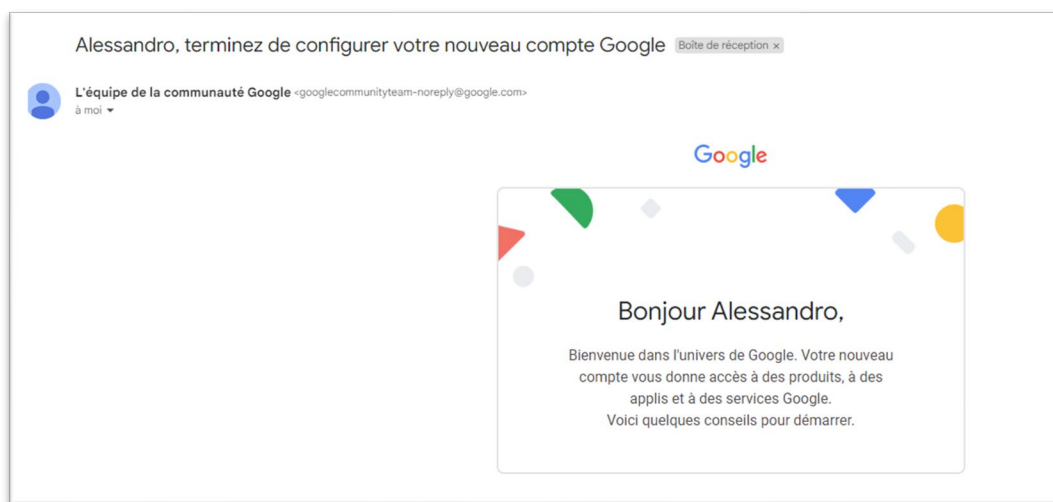 Alessandro, terminez de configurer votre nouveau compte Google Boîte de réception ×
L'équipe de la communauté Google <googlecommunityteam-noreply@google.com>
à moi
Google
Bonjour Alessandro,
Bienvenue dans l'univers de Google. Votre nouveau
compte vous donne accès à des produits, à des
applis et à des services Google.
Voici quelques conseils pour démarrer.